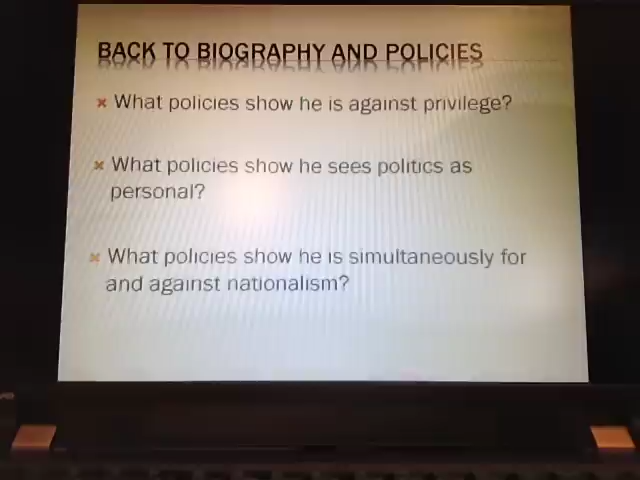 BACK TO BIOGRAPHY AND POLICIES
What policies show he is against privilege?
What policies show he sees politics as
personal?
What policies show he is simultaneously for
and against nationalism?